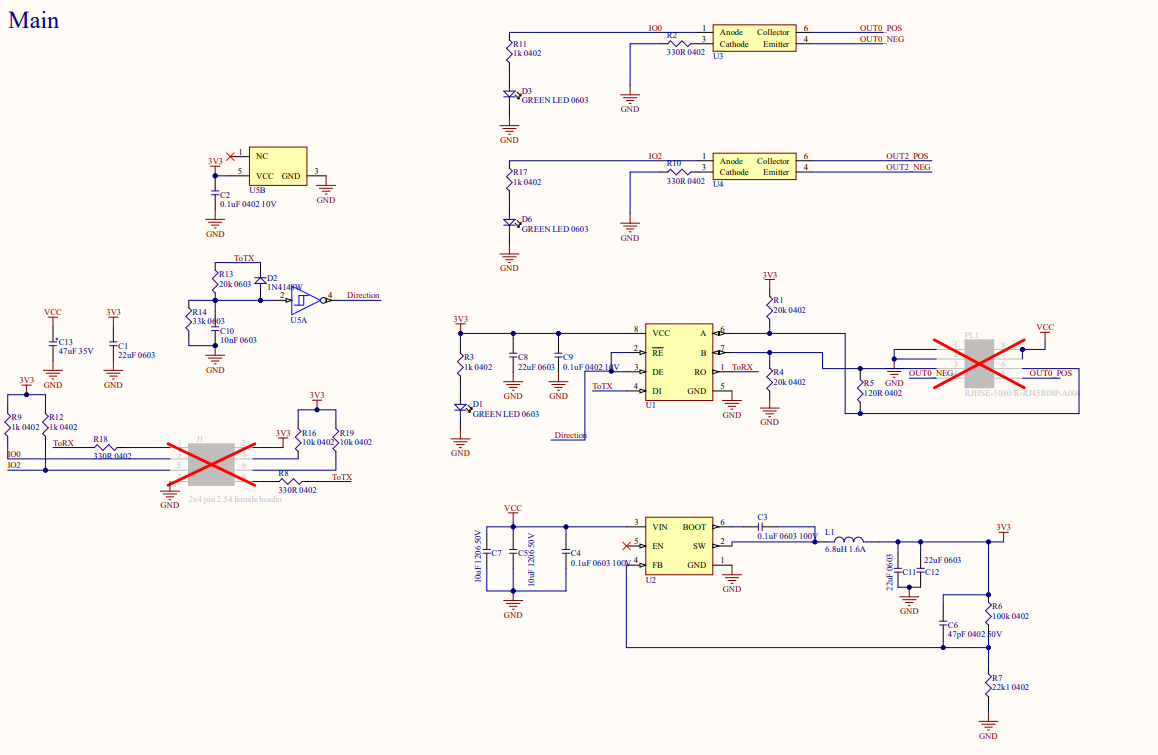 Main
IO0
R11
1k 0402
D3
GREEN LED 0603
GND
R2
330R 0402
GND
1 Anode Collector 6
3 Cathode Emitter 4
U3
OUT0_POS
OUT0_NEG
IO2
R17
1k 0402
D6
GREEN LED 0603
GND
R10
330R 0402
GND
1 Anode Collector 6
3 Cathode Emitter 4
U4
OUT2_POS
OUT2_NEG
3V3
1 NC
5 VCC GND 3
U5B
C2
0.1uF 0402 10V
GND
GND
ToTX
R13
20k 0603
D2
1N4148W
R14
33k 0603
C10
10nF 0603
GND
2
4
U5A
Direction
VCC
C13
47uF 35V
GND
3V3
C1
22uF 0603
GND
3V3
R9
1k 0402
R12
1k 0402
ToRX
R18
330R 0402
IO0
IO2
GND
J1
1 2
5 6
2x4 pin 2.54 female header
3V3
3V3
R16
10k 0402
R19
10k 0402
R8
330R 0402
ToTX
3V3
R3
1k 0402
D1
GREEN LED 0603
GND
C8
22uF 0603
GND
C9
0.1uF 0402 10V
GND
ToTX
Direction
8 VCC A 6
2 RE B 7
3 DE RO 1
4 DI GND 5
U1
ToRX
GND
3V3
R1
20k 0402
R4
20k 0402
GND
R5
120R 0402
GND
OUT0_NEG
PL1
RJHSE-5080/R-RJ45R08P-A004
VCC
OUT0_POS
VCC
10uF 1206 50V
C7
C5
10uF 1206 50V
C4
0.1uF 0603 100V
GND
3 VIN BOOT 6
5 EN SW 2
4 FB GND 1
U2
GND
C3
0.1uF 0603 100V
L1
6.8uH 1.6A
3V3
22uF 0603
C11
22uF 0603
C12
GND
C6
47pF 0402 50V
R6
100k 0402
R7
22k1 0402
GND